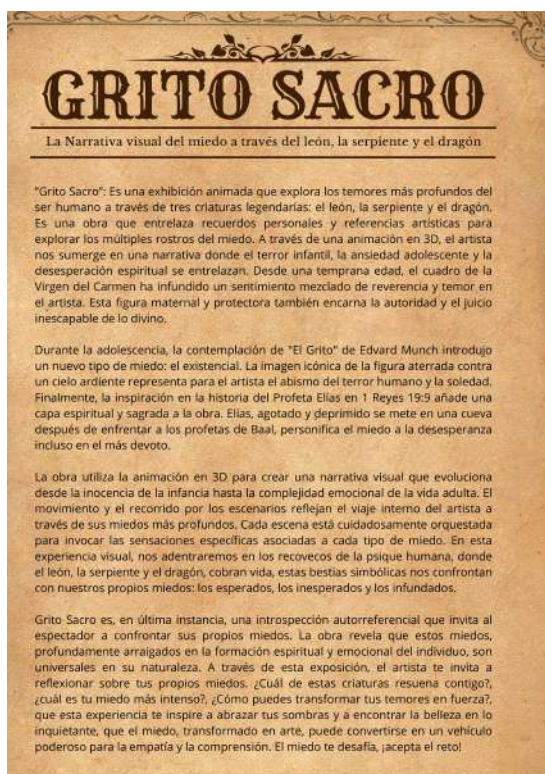 GRITO SACRO
La Narrativa visual del miedo a través del león, la serpiente y el dragón
"Grito Sacro": Es una exhibición animada que explora los temores más profundos del
ser humano a través de tres criaturas legendarias: el león, la serpiente y el dragón.
Es una obra que entrelaza recuerdos personales y referencias artísticas para
explorar los múltiples rostros del miedo. A través de una animación en 3D, el artista
nos sumerge en una narrativa donde el terror infantil, la ansiedad adolescente y la
desesperación espiritual se entrelazan. Desde una temprana edad, el cuadro de la
Virgen del Carmen ha infundido un sentimiento mezclado de reverencia y temor en
el artista. Esta figura maternal y protectora también encarna la autoridad y el juicio
inescapable de lo divino.
Durante la adolescencia, la contemplación de "El Grito" de Edvard Munch introdujo
un nuevo tipo de miedo: el existencial. La imagen icónica de la figura aterrada contra
un cielo ardiente representa para el artista el abismo del terror humano y la soledad.
Finalmente, la inspiración en la historia del Profeta Elías en 1 Reyes 19:9 añade una
capa espiritual y sagrada a la obra. Elías, agotado y deprimido se mete en una cueva
después de enfrentar a los profetas de Baal, personifica el miedo a la desesperanza
incluso en el más devoto.
La obra utiliza la animación en 3D para crear una narrativa visual que evoluciona
desde la inocencia de la infancia hasta la complejidad emocional de la vida adulta. El
movimiento y el recorrido por los escenarios reflejan el viaje interno del artista a
través de sus miedos más profundos. Cada escena está cuidadosamente orquestada
para invocar las sensaciones específicas asociadas a cada tipo de miedo. En esta
experiencia visual, nos adentraremos en los recovecos de la psique humana, donde
el león, la serpiente y el dragón, cobran vida, estas bestias simbólicas nos confrontan
con nuestros propios miedos: los esperados, los inesperados y los infundados.
Grito Sacro es, en última instancia, una introspección autorreferencial que invita al
espectador a confrontar sus propios miedos. La obra revela que estos miedos,
profundamente arraigados en la formación espiritual y emocional del individuo, son
universales en su naturaleza. A través de esta exposición, el artista te invita a
reflexionar sobre tus propios miedos. ¿Cuál de estas criaturas resuena contigo?,
¿cuál es tu miedo más intenso?, ¿Cómo puedes transformar tus temores en fuerza?,
que esta experiencia te inspire a abrazar tus sombras y a encontrar la belleza en lo
inquietante, que el miedo, transformado en arte, puede convertirse en un vehículo
poderoso para la empatía y la comprensión. El miedo te desafía, ¡acepta el reto!